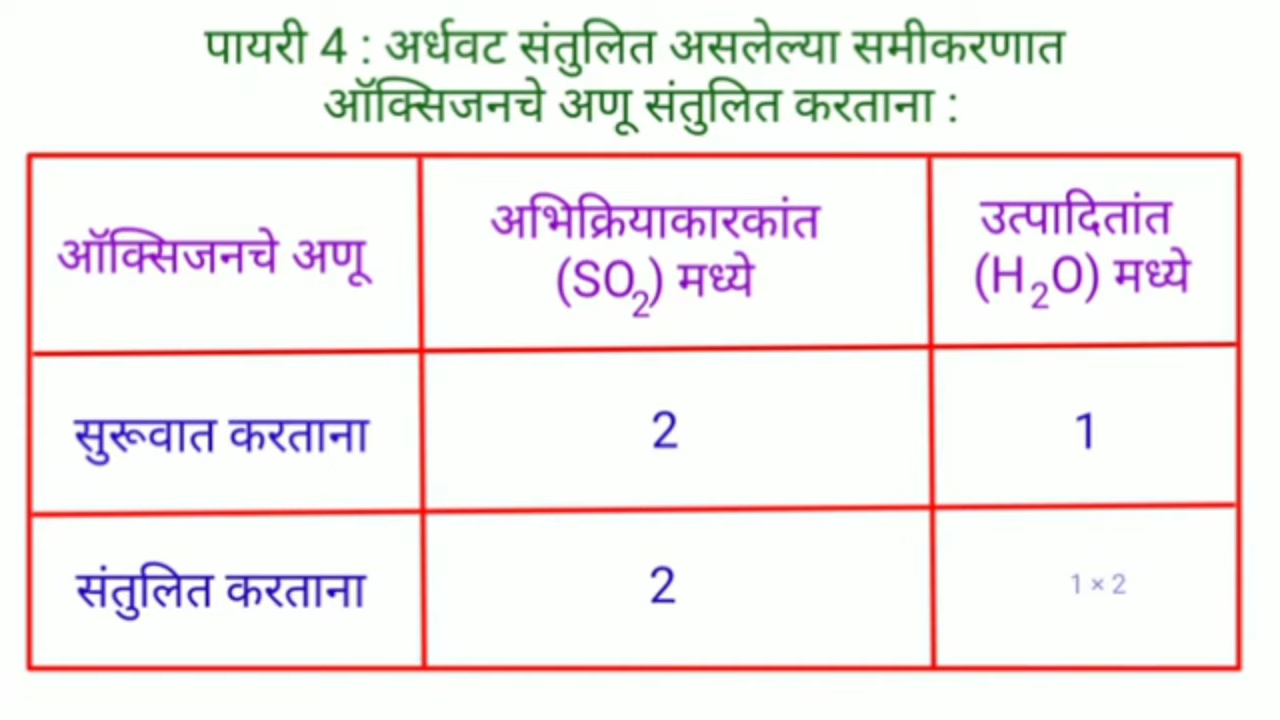 पायरी 4 : अर्धवट संतुलित असलेल्या समीकरणात
ऑक्सिजनचे अणू संतुलित करताना :
ऑक्सिजनचे अणू
अभिक्रियाकारकांत
(SO₂) मध्ये
उत्पादितांत
(H₂O) मध्ये
सुरूवात करताना
2
1
संतुलित करताना
2
1 × 2